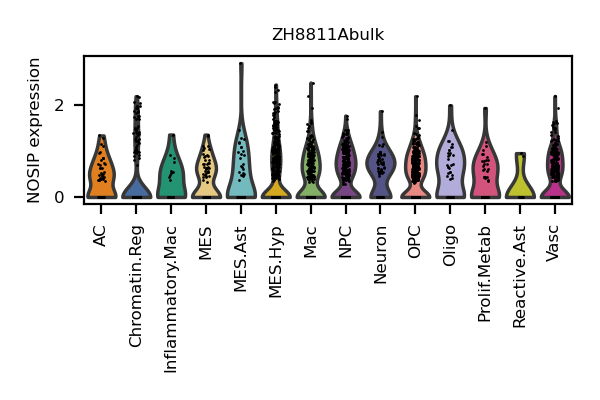 ZH8811Abulk
NOSIP expression
2
0
AC
Chromatin.Reg
Inflammatory.Mac
MES
MES.Ast
MES.Hyp
Mac
NPC
Neuron
OPC
Oligo
Prolif.Metab
Reactive.Ast
Vasc